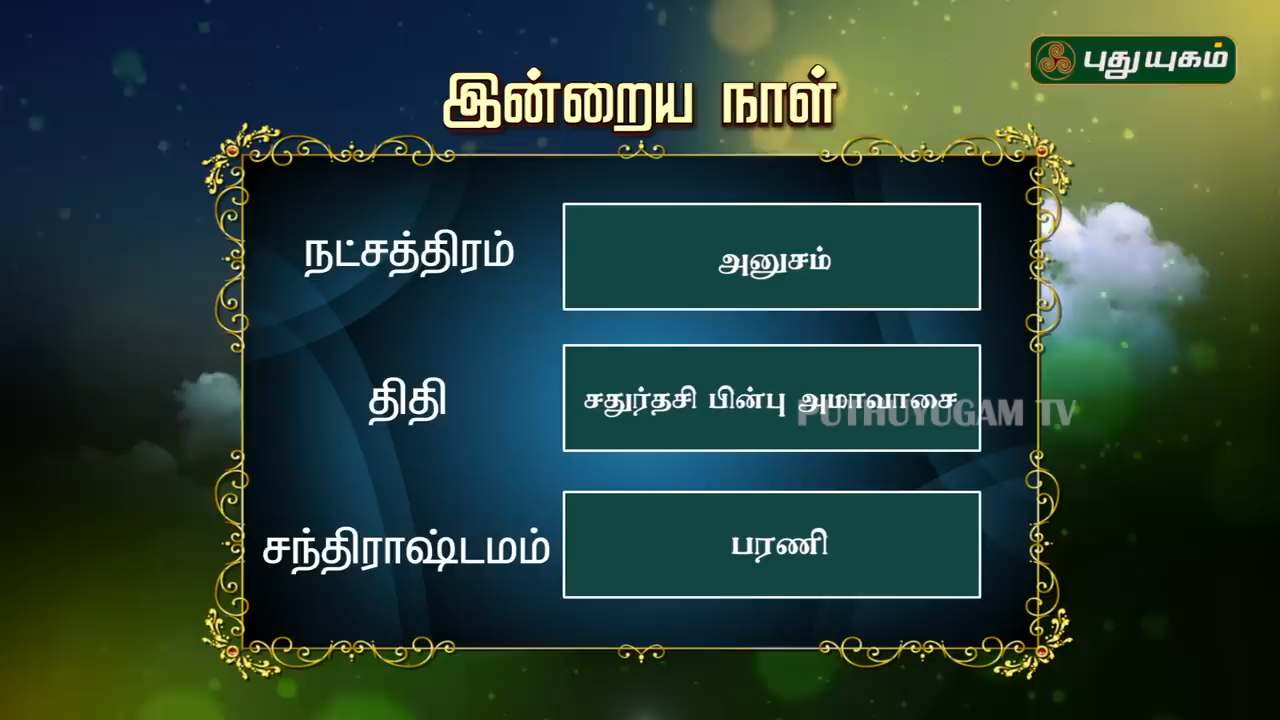 புதுயுகம்
இன்றைய நாள்
நட்சத்திரம்
அனுசம்
திதி
சதுர்தசி பின்பு அமாவாசை
PUTHUYUGAM TV
சந்திராஷ்டமம்
பரணி